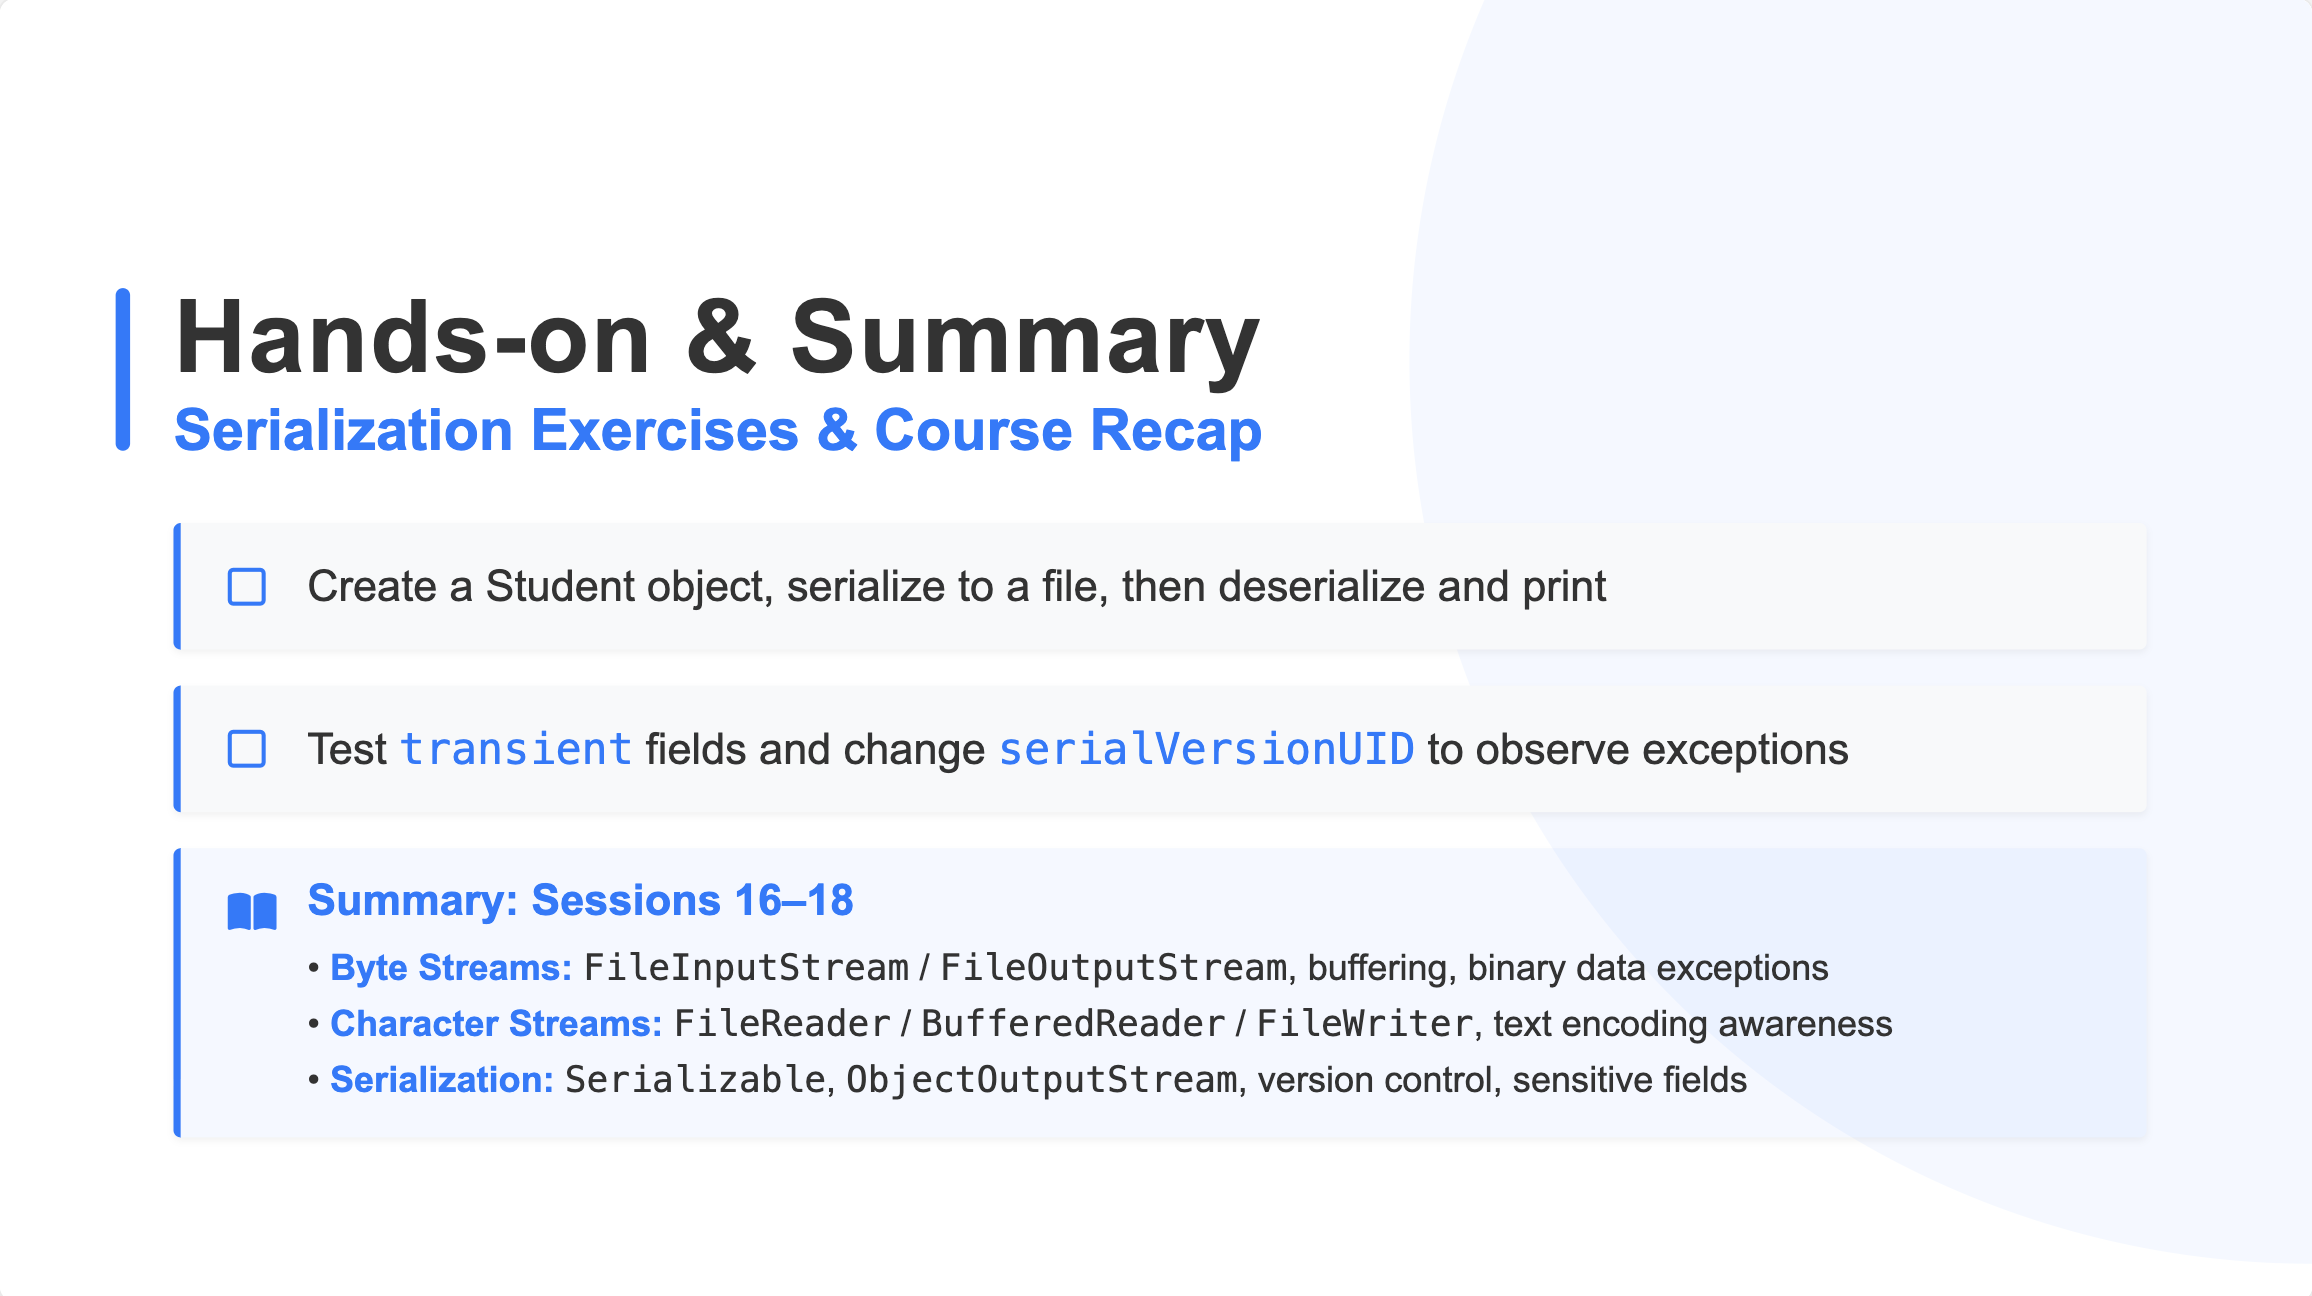 Hands-on & Summary
Serialization Exercises & Course Recap
Create a Student object, serialize to a file, then deserialize and print
Test transient fields and change serialVersionUID to observe exceptions
Summary: Sessions 16–18
• Byte Streams: FileInputStream / FileOutputStream, buffering, binary data exceptions
• Character Streams: FileReader / BufferedReader / FileWriter, text encoding awareness
• Serialization: Serializable, ObjectOutputStream, version control, sensitive fields